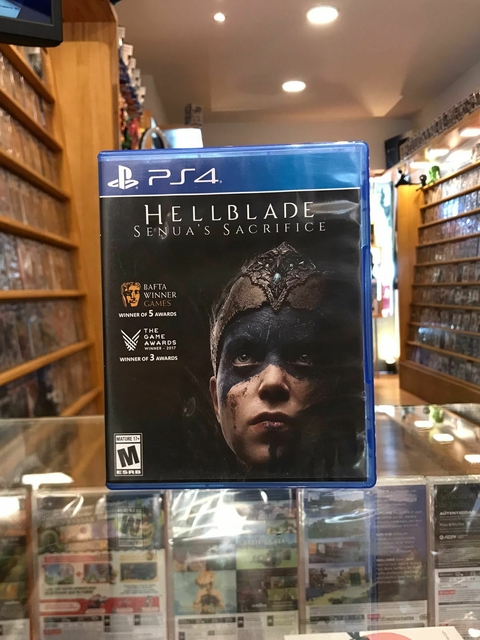 PS4
HELLBLADE
SENUA'S SACRIFICE
BAFTA
WINNER
GAMES
WINNER OF 5 AWARDS
THE
GAME
AWARDS
WINNER - 2017
WINNER OF 3 AWARDS
MATURE 17+
M
ESRB